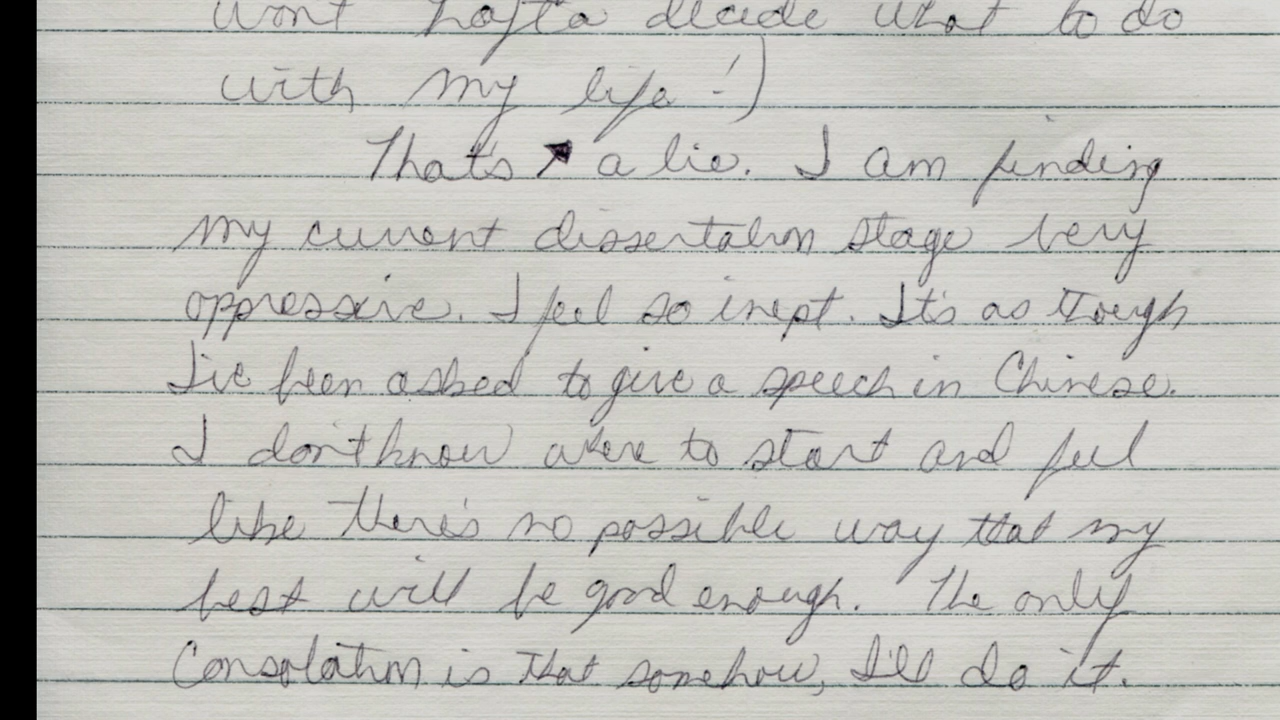 wont hafta decide what to do
with my life!)
That's a lie. I am finding
my current dissertation stage very
oppressive. I feel so inept. It's as though
I've been asked to give a speech in Chinese.
I don't know where to start and feel
like there's no possible way that my
best will be good enough. The only
Consolation is that somehow, I'll do it.